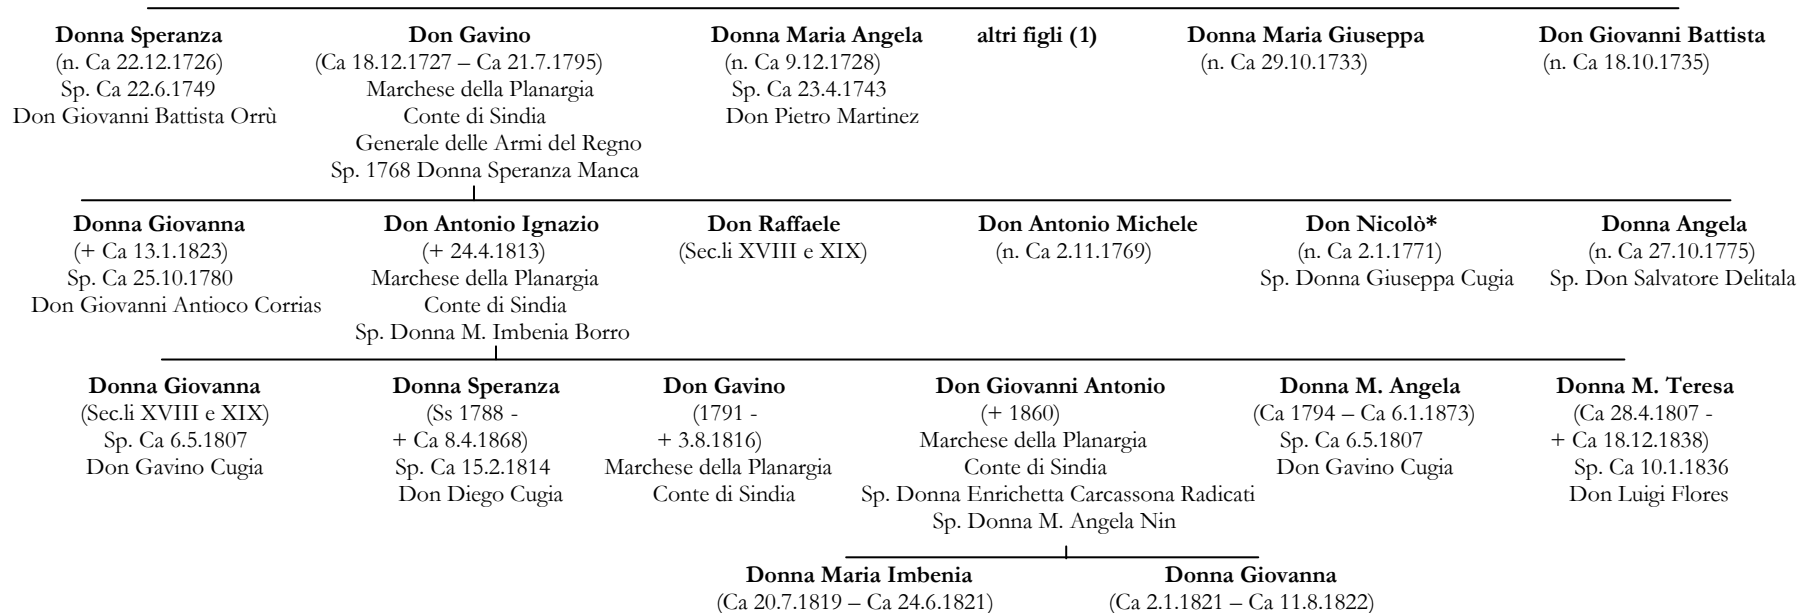 Donna Speranza
(n. Ca 22.12.1726)
Sp. Ca 22.6.1749
Don Giovanni Battista Orrù
Don Gavino
(Ca 18.12.1727 – Ca 21.7.1795)
Marchese della Planargia
Conte di Sindia
Generale delle Armi del Regno
Sp. 1768 Donna Speranza Manca
Donna Maria Angela
(n. Ca 9.12.1728)
Sp. Ca 23.4.1743
Don Pietro Martinez
altri figli (1)
Donna Maria Giuseppa
(n. Ca 29.10.1733)
Don Giovanni Battista
(n. Ca 18.10.1735)
Donna Giovanna
(+ Ca 13.1.1823)
Sp. Ca 25.10.1780
Don Giovanni Antioco Corrias
Don Antonio Ignazio
(+ 24.4.1813)
Marchese della Planargia
Conte di Sindia
Sp. Donna M. Imbenia Borro
Don Raffaele
(Sec.li XVIII e XIX)
Don Antonio Michele
(n. Ca 2.11.1769)
Don Nicolò*
(n. Ca 2.1.1771)
Sp. Donna Giuseppa Cugia
Donna Angela
(n. Ca 27.10.1775)
Sp. Don Salvatore Delitala
Donna Giovanna
(Sec.li XVIII e XIX)
Sp. Ca 6.5.1807
Don Gavino Cugia
Donna Speranza
(Ss 1788 -
+ Ca 8.4.1868)
Sp. Ca 15.2.1814
Don Diego Cugia
Don Gavino
(1791 -
+ 3.8.1816)
Marchese della Planargia
Conte di Sindia
Don Giovanni Antonio
(+ 1860)
Marchese della Planargia
Conte di Sindia
Sp. Donna Enrichetta Carcassona Radicati
Sp. Donna M. Angela Nin
Donna M. Angela
(Ca 1794 – Ca 6.1.1873)
Sp. Ca 6.5.1807
Don Gavino Cugia
Donna M. Teresa
(Ca 28.4.1807 -
+ Ca 18.12.1838)
Sp. Ca 10.1.1836
Don Luigi Flores
Donna Maria Imbenia
(Ca 20.7.1819 – Ca 24.6.1821)
Donna Giovanna
(Ca 2.1.1821 – Ca 11.8.1822)